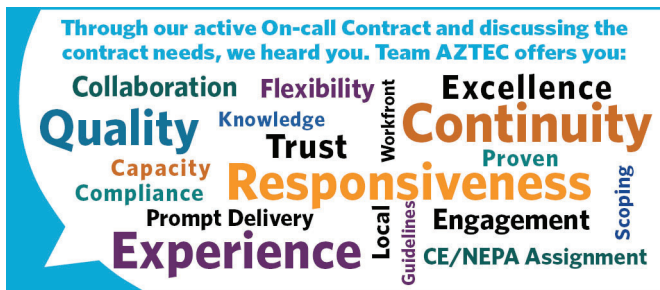 Through our active On-call Contract and discussing the
contract needs, we heard you. Team AZTEC offers you:
Collaboration
Flexibility
Workfront
Excellence
Quality
Knowledge
Trust
Continuity
Capacity
Proven
Compliance
Responsiveness
Scoping
Prompt Delivery
Local
Guidelines
Engagement
Experience
CE/NEPA Assignment